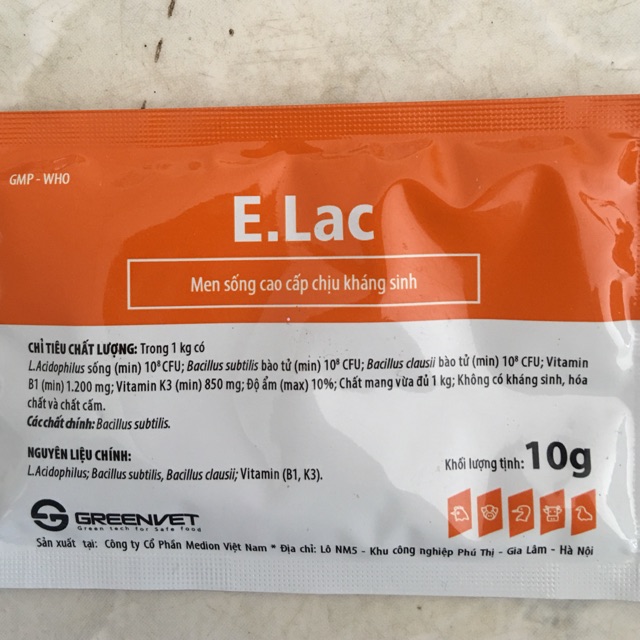 GMP - WHO
E.Lac
Men sống cao cấp chịu kháng sinh
CHỈ TIÊU CHẤT LƯỢNG: Trong 1 kg có
L.Acidophilus sống (min) 10⁸ CFU; Bacillus subtilis bào tử (min) 10⁸ CFU; Bacillus clausii bào tử (min) 10⁸ CFU; Vitamin
B1 (min) 1.200 mg; Vitamin K3 (min) 850 mg; Độ ẩm (max) 10%; Chất mang vừa đủ 1 kg; Không có kháng sinh, hóa
chất và chất cấm.
Các chất chính: Bacillus subtilis.
NGUYÊN LIỆU CHÍNH:
L.Acidophilus; Bacillus subtilis, Bacillus clausii; Vitamin (B1, K3).
Khối lượng tịnh: 10g
GREENVET
Green tech for Safe food
Sản xuất tại: Công ty Cổ Phần Medion Việt Nam * Địa chỉ: Lô NM5 - Khu công nghiệp Phú Thị - Gia Lâm - Hà Nội